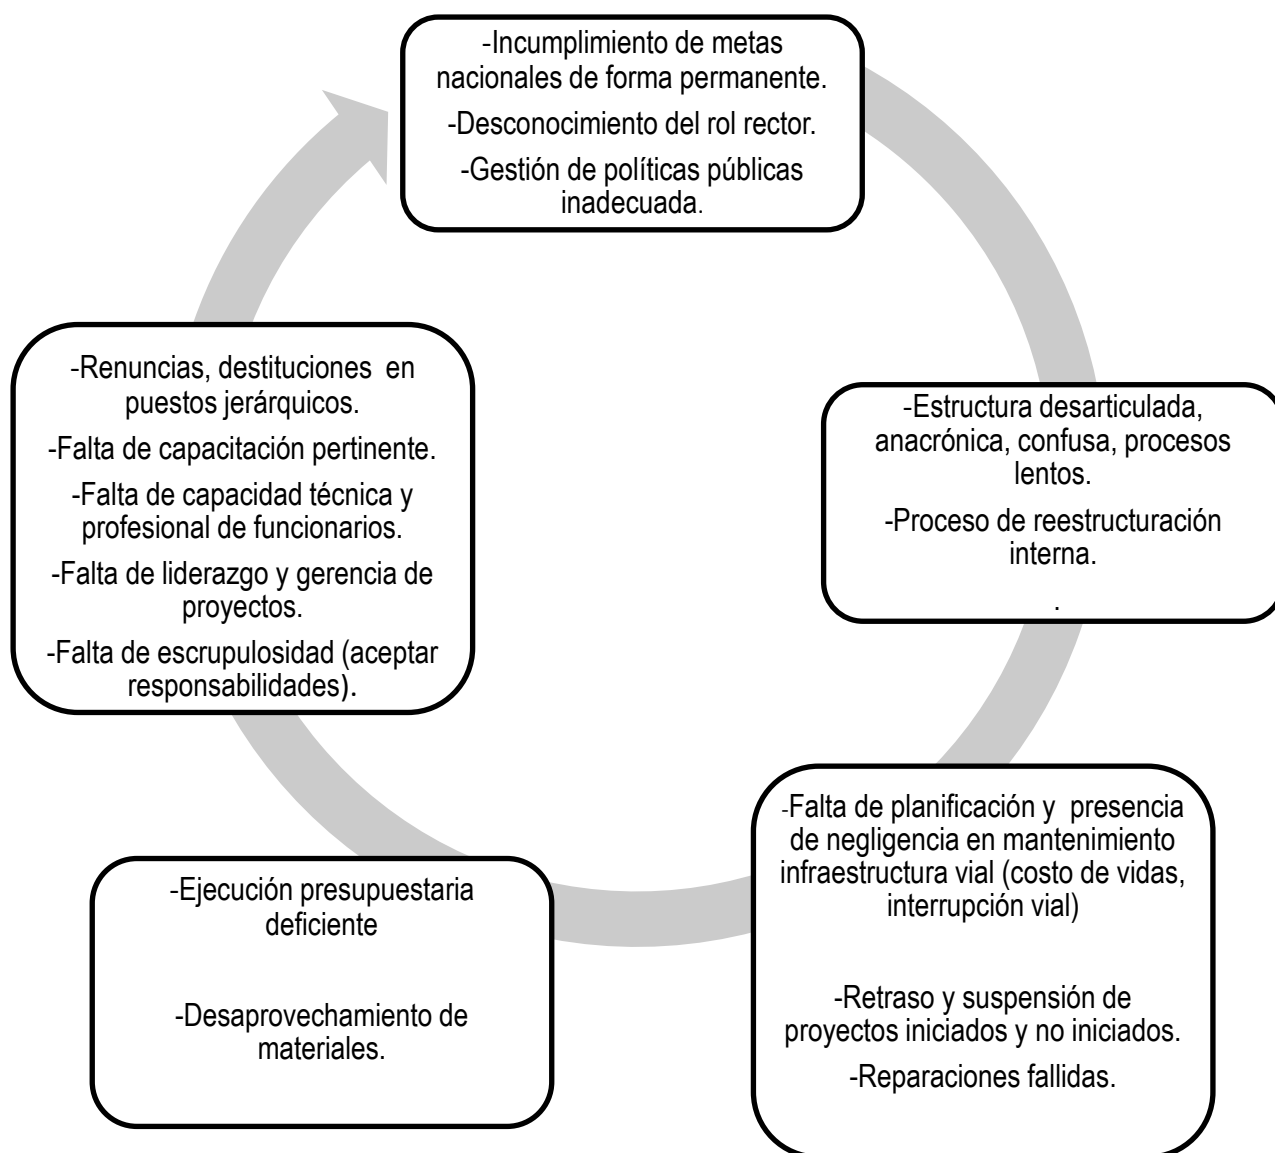 -Incumplimiento de metas
nacionales de forma permanente.
-Desconocimiento del rol rector.
-Gestión de políticas públicas
inadecuada.
-Estructura desarticulada,
anacrónica, confusa, procesos
lentos.
-Proceso de reestructuración
interna.
.
-Falta de planificación y  presencia
de negligencia en mantenimiento
infraestructura vial (costo de vidas,
interrupción vial)
-Retraso y suspensión de
proyectos iniciados y no iniciados.
-Reparaciones fallidas.
-Ejecución presupuestaria
deficiente
-Desaprovechamiento de
materiales.
-Renuncias, destituciones  en
puestos jerárquicos.
-Falta de capacitación pertinente.
-Falta de capacidad técnica y
profesional de funcionarios.
-Falta de liderazgo y gerencia de
proyectos.
-Falta de escrupulosidad (aceptar
responsabilidades).